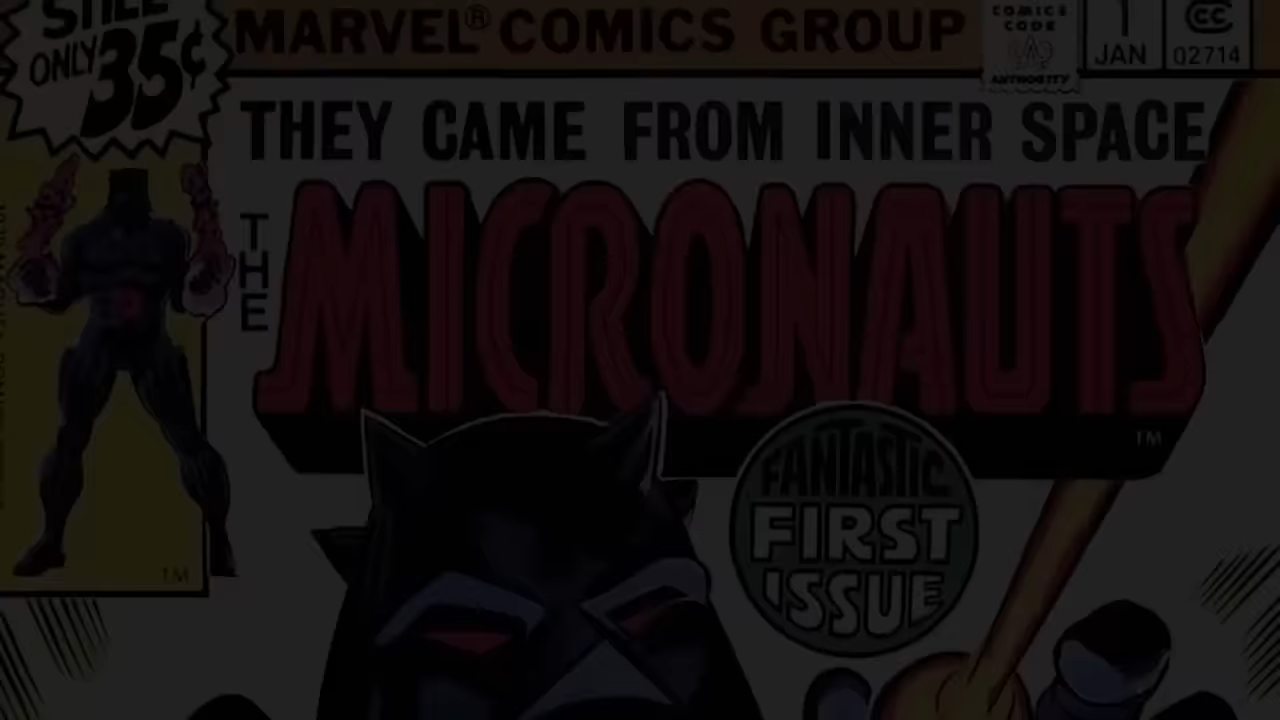 STILL
ONLY 35¢
MARVEL® COMICS GROUP
COMICS
CODE
AUTHORITY
1
JAN
CC
02714
THEY CAME FROM INNER SPACE
THE
MICRONAUTS
TM
FANTASTIC
FIRST
ISSUE
TM